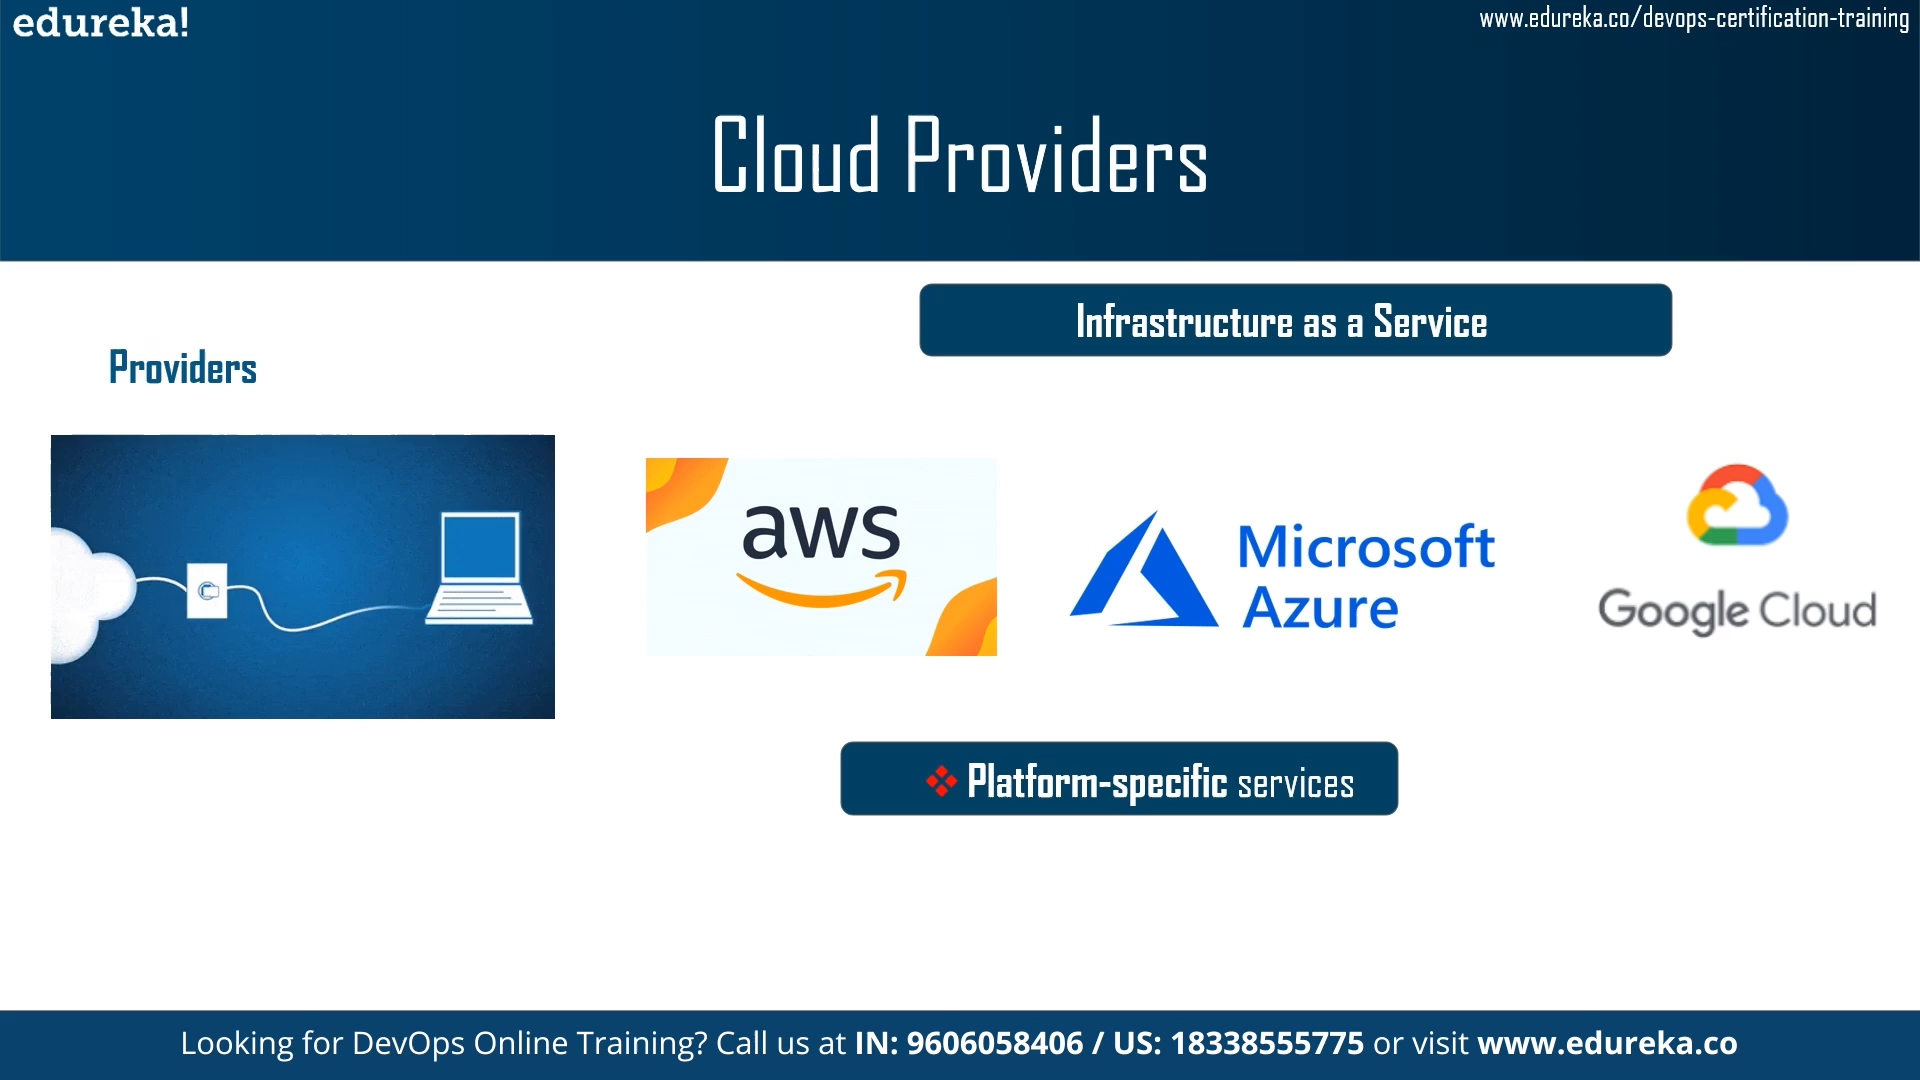 edureka!
www.edureka.co/devops-certification-training
Cloud Providers
Infrastructure as a Service
Providers
aws
Microsoft
Azure
Google Cloud
Platform-specific services
Looking for DevOps Online Training? Call us at IN: 9606058406 / US: 18338555775 or visit www.edureka.co